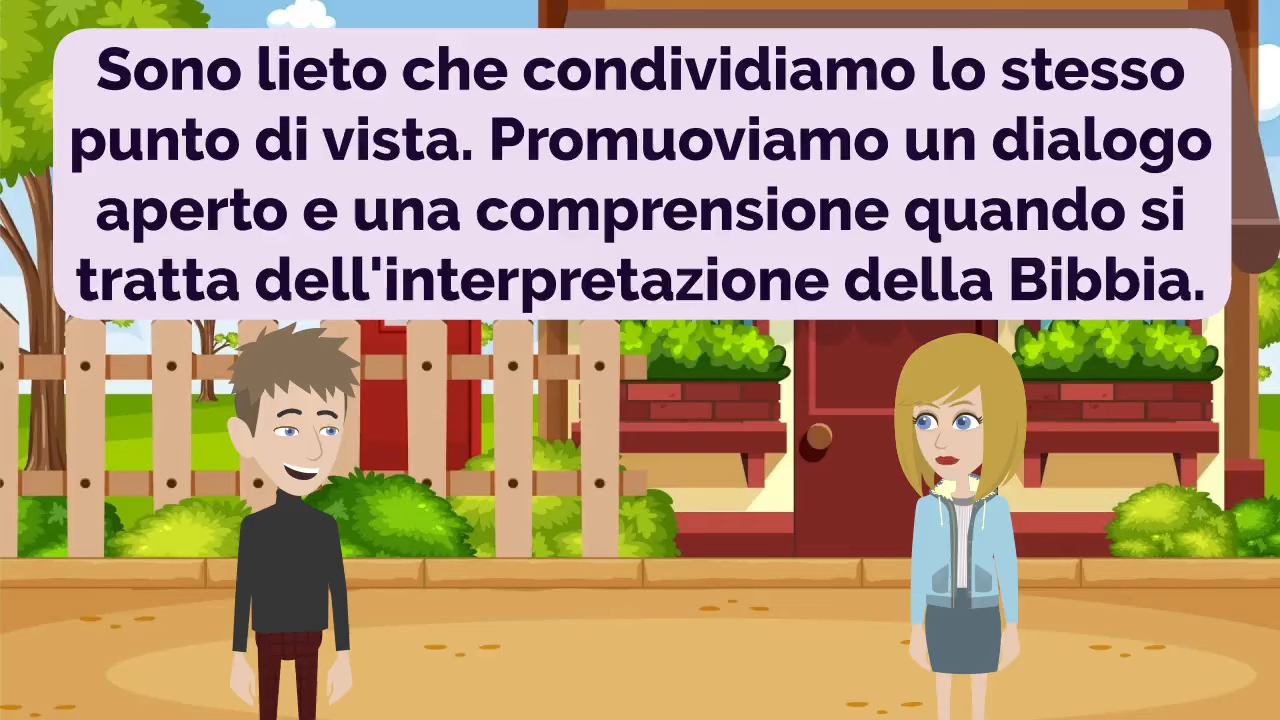 Sono lieto che condividiamo lo stesso
punto di vista. Promuoviamo un dialogo
aperto e una comprensione quando si
tratta dell'interpretazione della Bibbia.